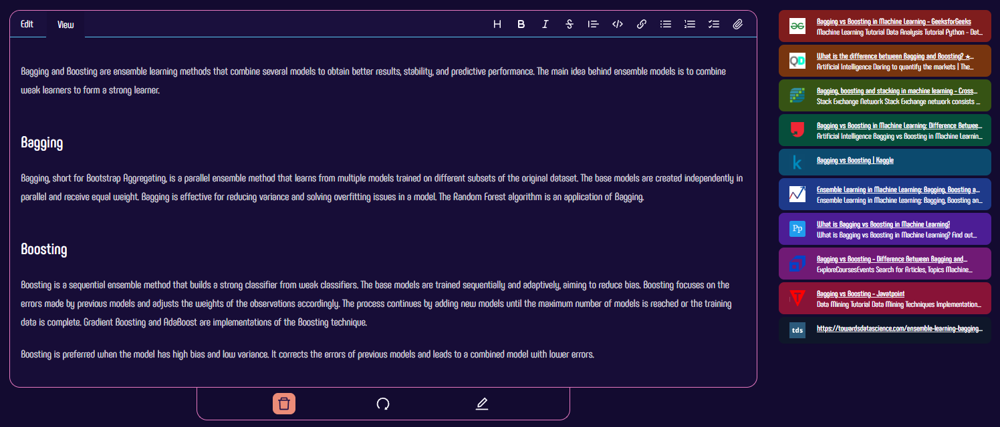 Edit
View
Bagging and Boosting are ensemble learning methods that combine several models to obtain better results, stability, and predictive performance. The main idea behind ensemble models is to combine
weak learners to form a strong learner.
Bagging
Bagging, short for Bootstrap Aggregating, is a parallel ensemble method that learns from multiple models trained on different subsets of the original dataset. The base models are created independently in
parallel and receive equal weight. Bagging is effective for reducing variance and solving overfitting issues in a model. The Random Forest algorithm is an application of Bagging.
Boosting
Boosting is a sequential ensemble method that builds a strong classifier from weak classifiers. The base models are trained sequentially and adaptively, aiming to reduce bias. Boosting focuses on the
errors made by previous models and adjusts the weights of the observations accordingly. The process continues by adding new models until the maximum number of models is reached or the training
data is complete. Gradient Boosting and AdaBoost are implementations of the Boosting technique.
Boosting is preferred when the model has high bias and low variance. It corrects the errors of previous models and leads to a combined model with lower errors.
Bagging vs Boosting in Machine Learning - GeeksforGeeks
Machine Learning Tutorial Data Analysis Tutorial Python – Dat...
QD
What is the difference between Bagging and Boosting? ★...
Artificial Intelligence Daring to quantify the markets | The...
Bagging, boosting and stacking in machine learning - Cross...
Stack Exchange Network Stack Exchange network consists ...
Bagging vs Boosting in Machine Learning: Difference Betwee...
Artificial Intelligence Bagging vs Boosting in Machine Learnin...
k
Bagging vs Boosting | Kaggle
Ensemble Learning in Machine Learning: Bagging, Boosting a...
Ensemble Learning in Machine Learning: Bagging, Boosting an...
Pp
What is Bagging vs Boosting in Machine Learning?
What is Bagging vs Boosting in Machine Learning? Find out...
Bagging vs Boosting - Difference Between Bagging and...
ExploreCoursesEvents Search for Articles, Topics Machine...
T
Bagging vs Boosting - Javatpoint
Data Mining Tutorial Data Mining Techniques Implementation...
tds
https://towardsdatascience.com/ensemble-learning-bagging...